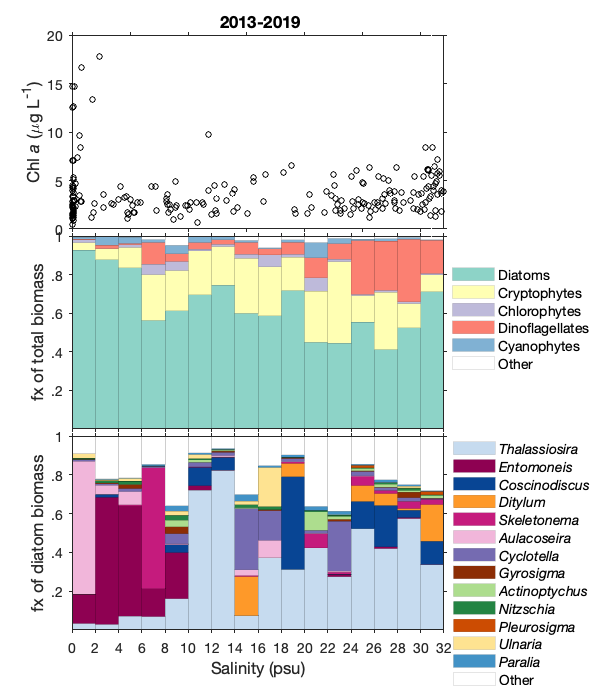 2013-2019
Chl a (μg L-1)
20
15
10
5
0
fx of total biomass
1
.8
.6
.4
.2
Diatoms
Cryptophytes
Chlorophytes
Dinoflagellates
Cyanophytes
Other
fx of diatom biomass
1
.8
.6
.4
.2
0 2 4 6 8 10 12 14 16 18 20 22 24 26 28 30 32
Salinity (psu)
Thalassiosira
Entomoneis
Coscinodiscus
Ditylum
Skeletonema
Aulacoseira
Cyclotella
Gyrosigma
Actinoptychus
Nitzschia
Pleurosigma
Ulnaria
Paralia
Other